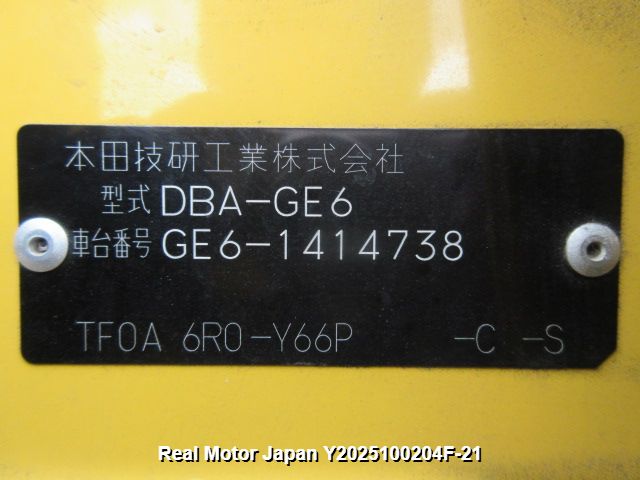 本田技研工業株式会社
型式 DBA-GE6
車台番号 GE6-1414738
TF0A 6R0-Y66P -C -S
Real Motor Japan Y2025100204F-21